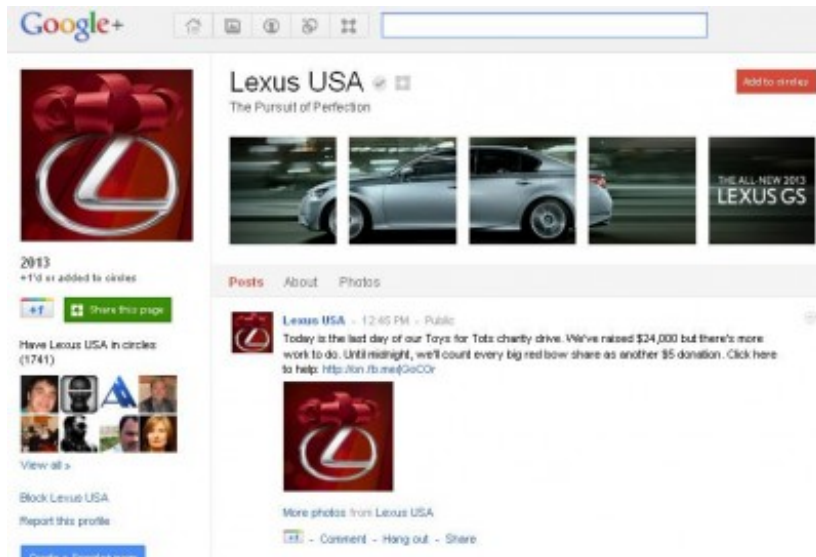 Google+
Lexus USA
The Pursuit of Perfection
Add to circles
THE ALL-NEW 2013
LEXUS GS
2013
+1'd or added to circles
+1
Share this page
Have Lexus USA in circles
(1741)
View all »
Block Lexus USA
Report this profile
Posts About Photos
Lexus USA - 12:45 PM - Public
Today is the last day of our Toys for Tots charity drive. We've raised $24,000 but there's more
work to do. Until midnight, we'll count every big red bow share as another $5 donation. Click here
to help:
More photos from Lexus USA
+1 - Comment - Hang out - Share